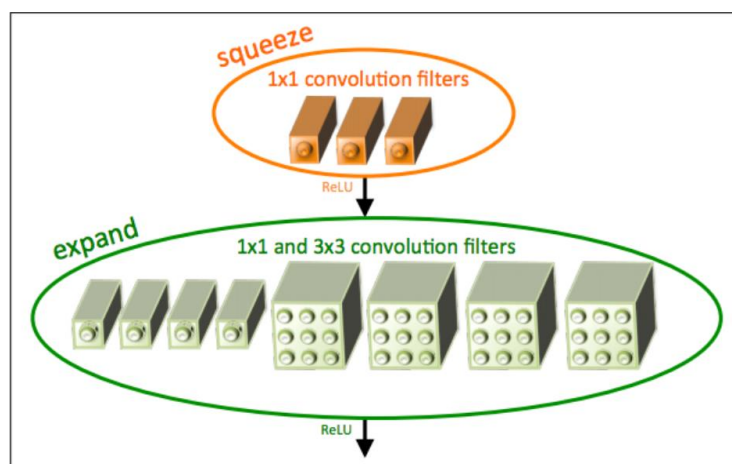 squeeze
1x1 convolution filters
ReLU
expand
1x1 and 3x3 convolution filters
ReLU